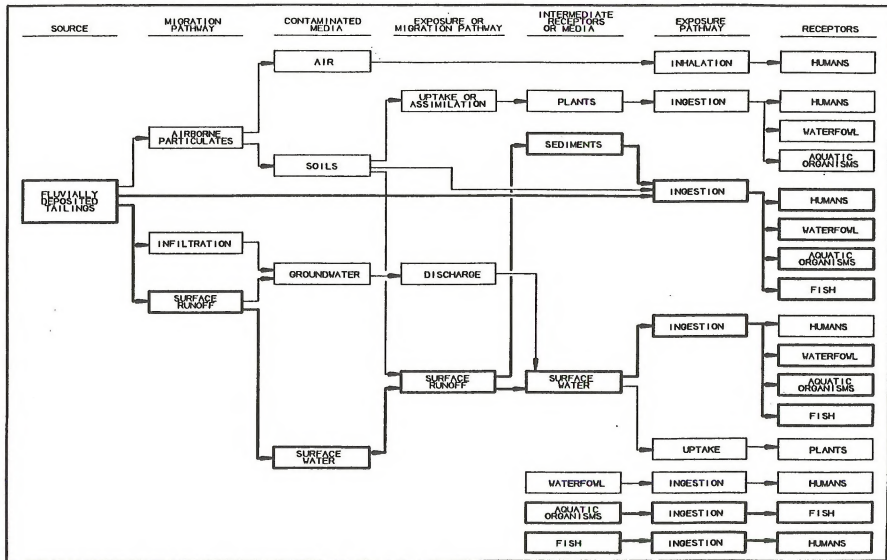 SOURCE
MIGRATION
PATHWAY
CONTAMINATED
MEDIA
EXPOSURE OR
MIGRATION PATHWAY
INTERMEDIATE
RECEPTORS
OR MEDIA
EXPOSURE
PATHWAY
RECEPTORS
AIR
INHALATION
HUMANS
UPTAKE OR
ASSIMILATION
PLANTS
INGESTION
HUMANS
WATERFOWL
AQUATIC
ORGANISMS
AIRBORNE
PARTICULATES
SOILS
SEDIMENTS
FLUVIALLY
DEPOSITED
TAILINGS
INGESTION
HUMANS
WATERFOWL
AQUATIC
ORGANISMS
FISH
INFILTRATION
GROUNDWATER
DISCHARGE
SURFACE
RUNOFF
INGESTION
HUMANS
WATERFOWL
AQUATIC
ORGANISMS
FISH
SURFACE
RUNOFF
SURFACE
WATER
SURFACE
WATER
UPTAKE
PLANTS
WATERFOWL
INGESTION
HUMANS
AQUATIC
ORGANISMS
INGESTION
FISH
FISH
INGESTION
HUMANS